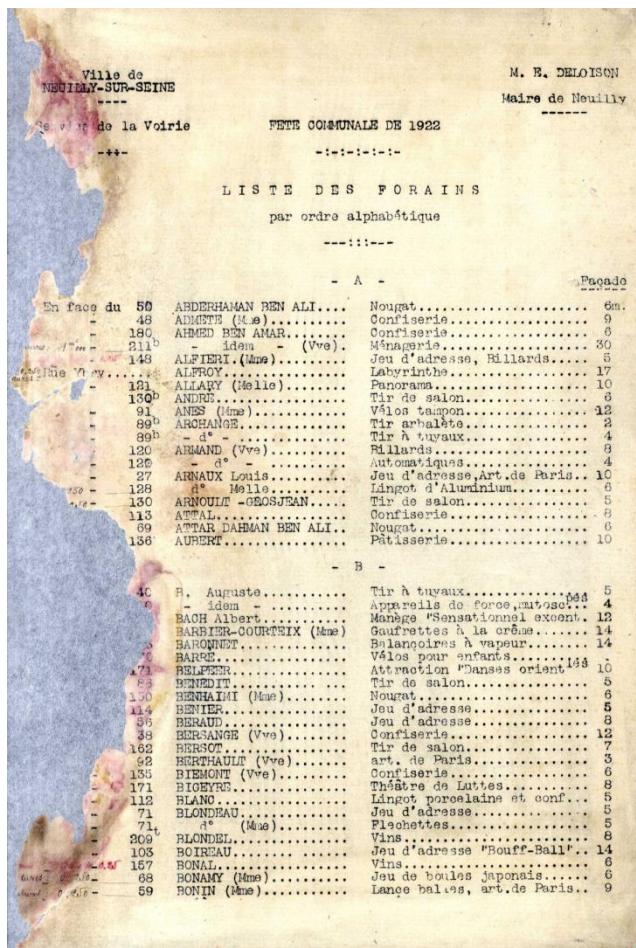 Ville de
NEUILLY-SUR-SEINE
----
M. E. DELOISON
Maire de Neuilly
------
de la Voirie
-++-
FETE COMMUNALE DE 1922
-:-:-:-:-:-
LISTE DES FORAINS
par ordre alphabétique
---:::---
- A -
Façade
En face du 50 ABDERHAMAN BEN ALI.... Nougat.................... 6m.
- 48 ADMETE (Mme).......... Confiserie................ 9
- 180 AHMED BEN AMAR........ Confiserie................ 6
- 211b - idem - (Vve). Ménagerie................. 30
- 148 ALFIERI.(Mme)......... Jeu d'adresse, Billards... 5
Rue Ybry...... ALFROY................ Labyrinthe................ 17
- 121 ALLARY (Melle)........ Panorama.................. 10
- 130b ANDRE................. Tir de salon.............. 6
- 91 ANES (Mme)............ Vélos tampon.............. 12
- 89b ARCHANGE.............. Tir arbalète.............. 2
- 89b - d° - .............. Tir à tuyaux.............. 4
- 120 ARMAND (Vve).......... Billards.................. 8
- 120 - d° - .............. Automatiques.............. 4
- 27 ARNAUX Louis.......... Jeu d'adresse,Art.de Paris.. 10
- 128 d° Melle.......... Lingot d'Aluminium........ 6
- 130 ARNOULT -GROSJEAN..... Tir de salon.............. 5
- 113 ATTAL................. Confiserie................ 8
69 ATTAR DAHMAN BEN ALI.. Nougat.................... 6
- 136 AUBERT................ Pâtisserie................ 10
- B -
40 B. Auguste........... Tir à tuyaux.............. 5
- idem - ........... Appareils de force,mutoscopés... 4
BACH Albert........... Manège "Sensationnel excent. 12
BARBIER-COURTEIX (Mme) Gaufrettes à la crême..... 14
BARONNET.............. Balançoires à vapeur...... 14
BARRE................. Vélos pour enfants........
171 BELPEER............... Attraction "Danses orientles 10
BENEDIT............... Tir de salon.............. 5
150 BENHAIMI (Mme)........ Nougat.................... 6
114 BENIER................ Jeu d'adresse............. 5
56 BERAUD................ Jeu d'adresse............. 8
38 BERSANGE (Vve)........ Confiserie................ 12
162 BERSOT................ Tir de salon.............. 7
92 BERTHAULT (Vve)....... art. de Paris............. 3
- 135 BIEMONT (Vve)......... Confiserie................ 6
- 171 BIGEYRE............... Théâtre de Luttes......... 8
- 112 BLANC................. Lingot porcelaine et conf... 5
- 71 BLONDEAU.............. Jeu d'adresse............. 5
- 71t d° (Mme)........ Flechettes................ 5
- 209 BLONDEL............... Vins...................... 8
- 103 BOIREAU............... Jeu d'adresse "Bouff-Ball".. 14
- 157 BONAL................. Vins...................... 6
- 68 BONAMY (Mme).......... Jeu de boules japonais.... 6
- 59 BONIN (Mme)........... Lance balles, art.de Paris.. 9